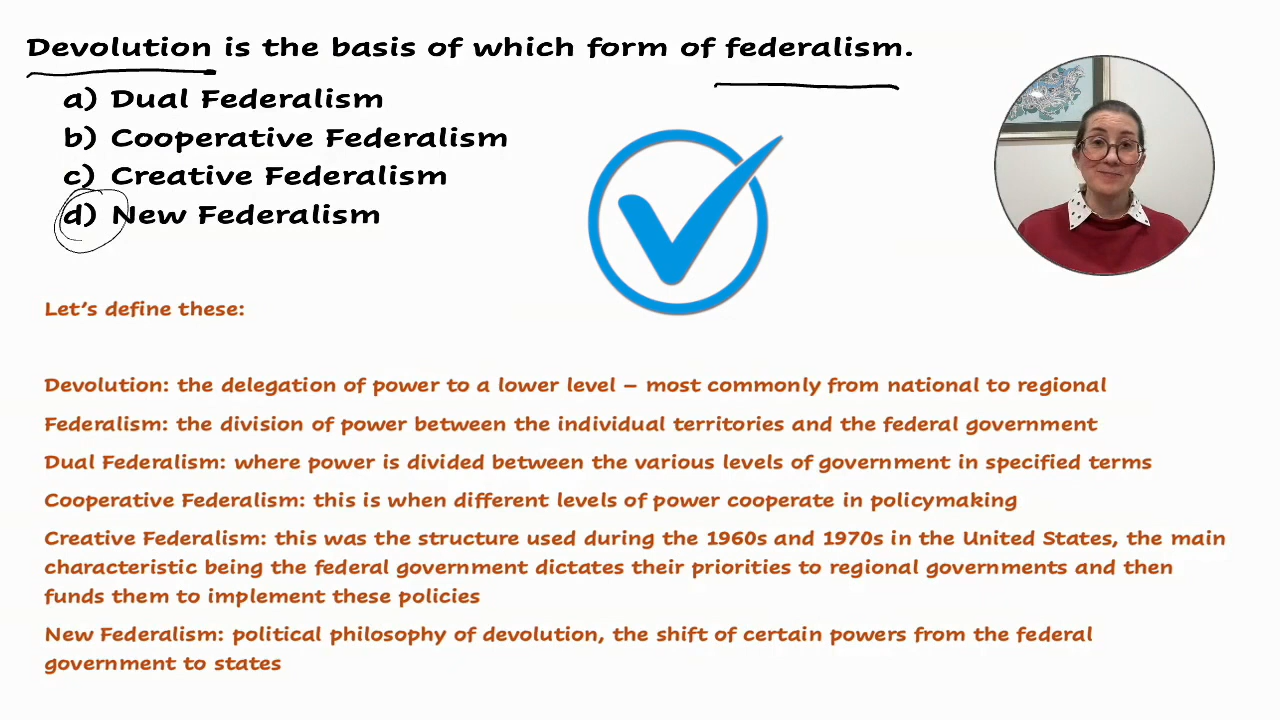 Devolution is the basis of which form of federalism.
a) Dual Federalism
b) Cooperative Federalism
c) Creative Federalism
d) New Federalism
Let's define these:
Devolution: the delegation of power to a lower level – most commonly from national to regional
Federalism: the division of power between the individual territories and the federal government
Dual Federalism: where power is divided between the various levels of government in specified terms
Cooperative Federalism: this is when different levels of power cooperate in policymaking
Creative Federalism: this was the structure used during the 1960s and 1970s in the United States, the main
characteristic being the federal government dictates their priorities to regional governments and then
funds them to implement these policies
New Federalism: political philosophy of devolution, the shift of certain powers from the federal
government to states